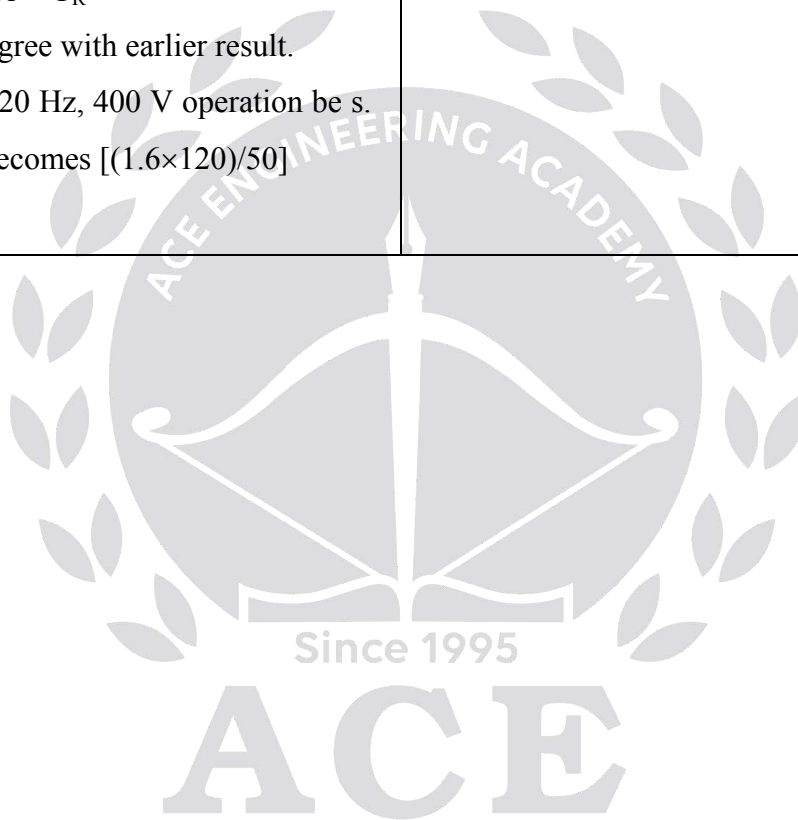 gree with earlier result.
20 Hz, 400 V operation be s.
ecomes [(1.6×120)/50]
ACE ENGINEERING ACADEMY
Since 1995
ACE